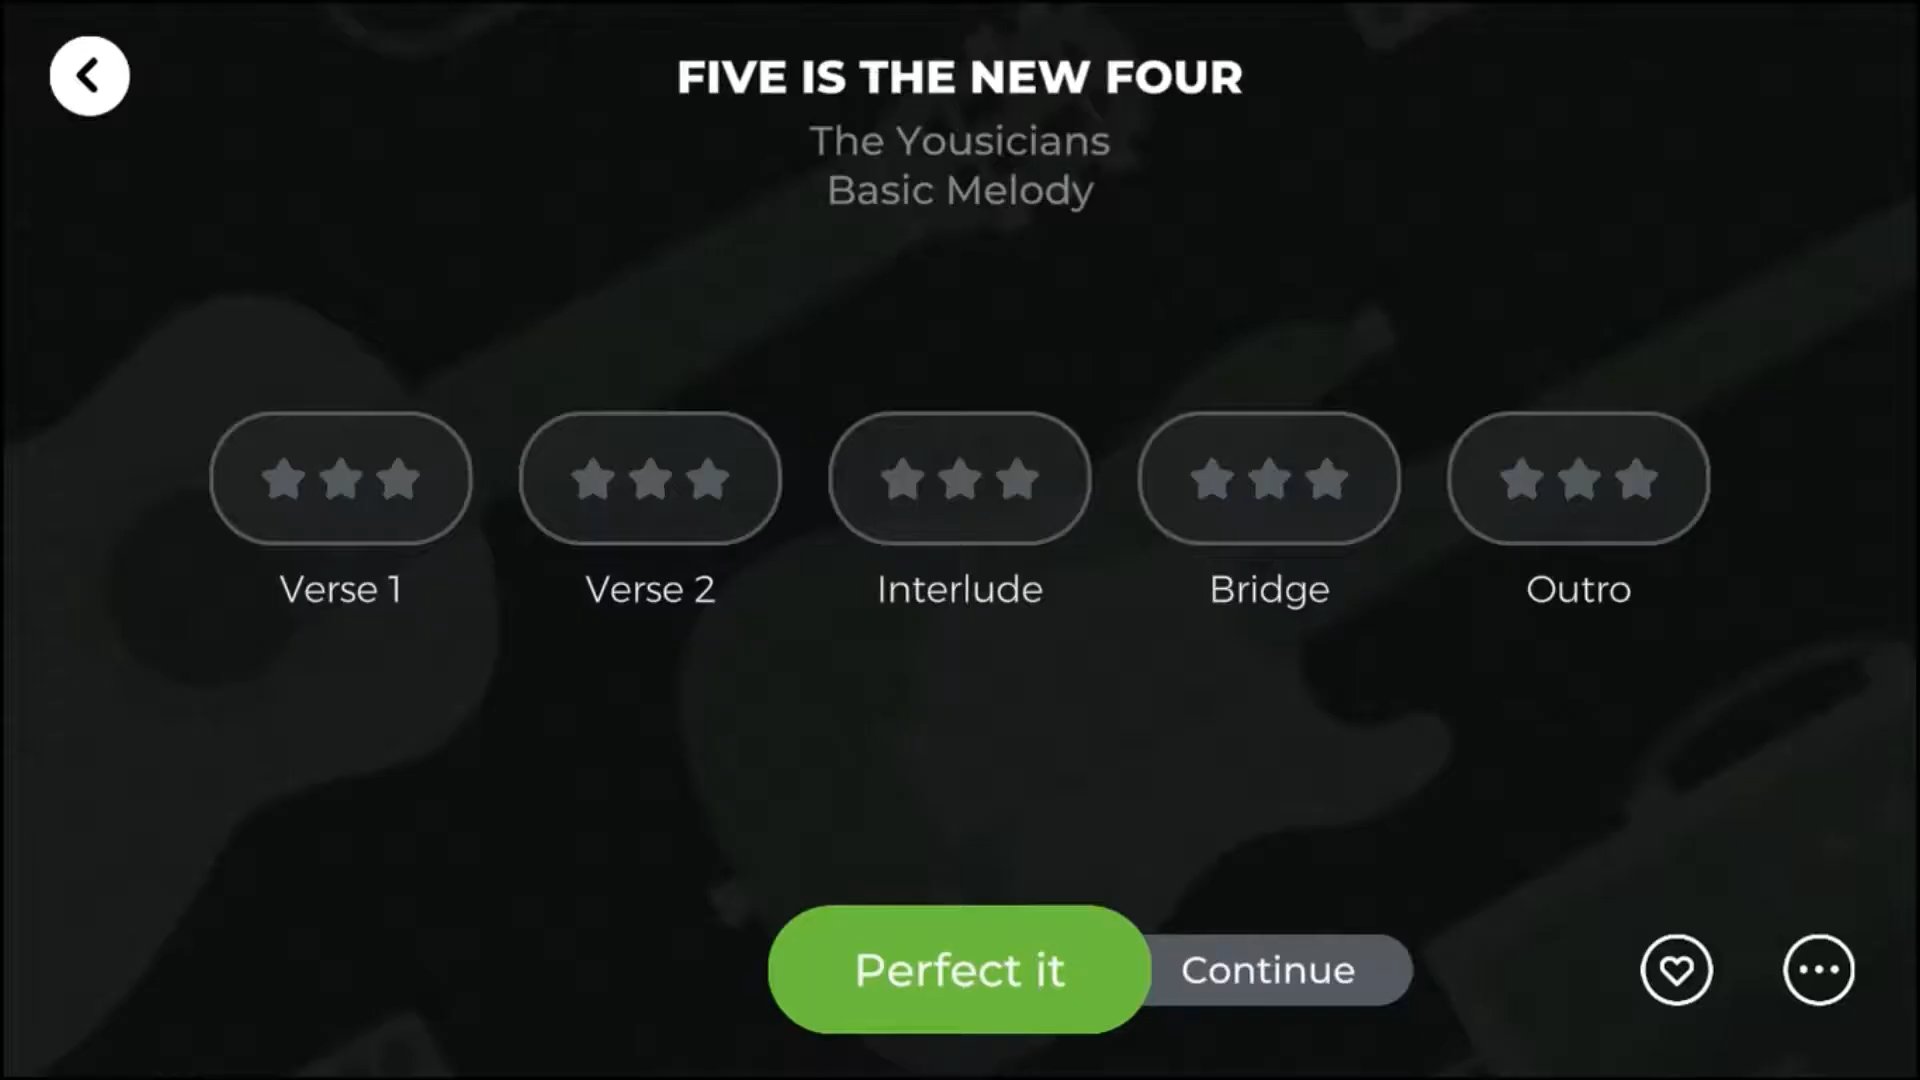 FIVE IS THE NEW FOUR
The Yousicians
Basic Melody
Verse 1
Verse 2
Interlude
Bridge
Outro
Perfect it
Continue